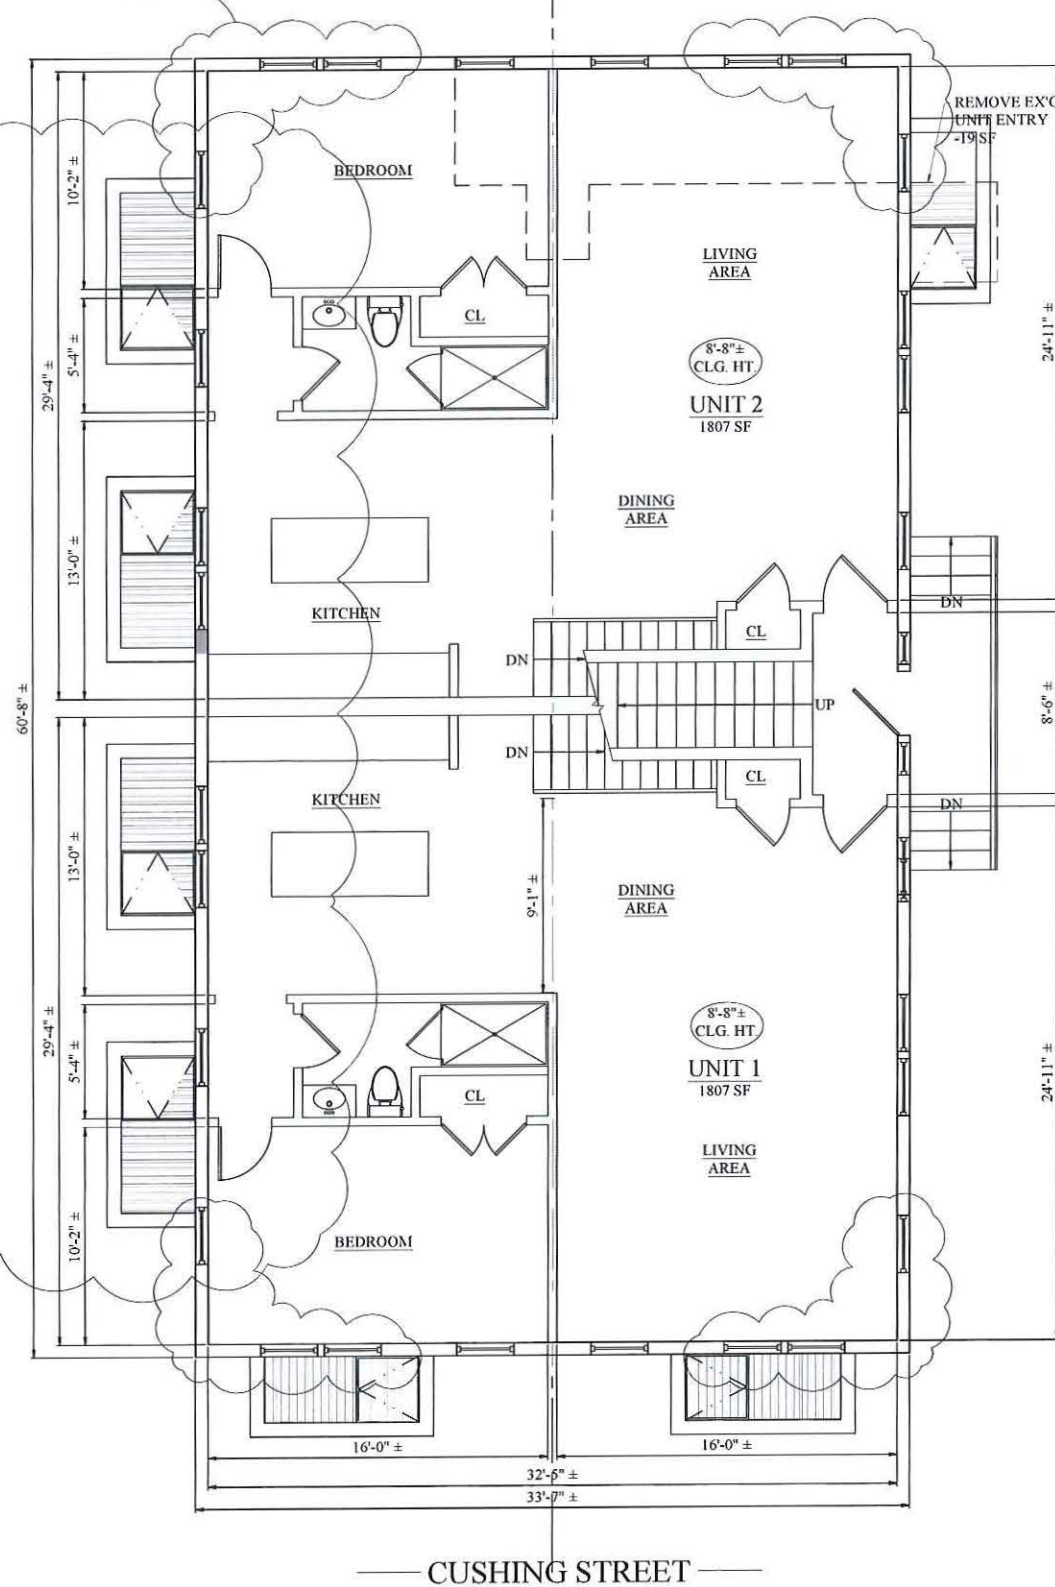 REMOVE EX'G
UNIT ENTRY
-19 SF
BEDROOM
10'-2" ±
LIVING
AREA
CL
5'-4" ±
29'-4" ±
24'-11" ±
8'-8"±
CLG. HT.
UNIT 2
1807 SF
DINING
AREA
13'-0" ±
KITCHEN
DN
CL
DN
UP
60'-8" ±
8'-6" ±
DN
CL
DN
KITCHEN
13'-0" ±
9'-1" ±
DINING
AREA
8'-8"±
CLG. HT.
UNIT 1
1807 SF
29'-4" ±
5'-4" ±
24'-11" ±
CL
LIVING
AREA
10'-2" ±
BEDROOM
16'-0" ±
16'-0" ±
32'-5" ±
33'-7" ±
CUSHING STREET